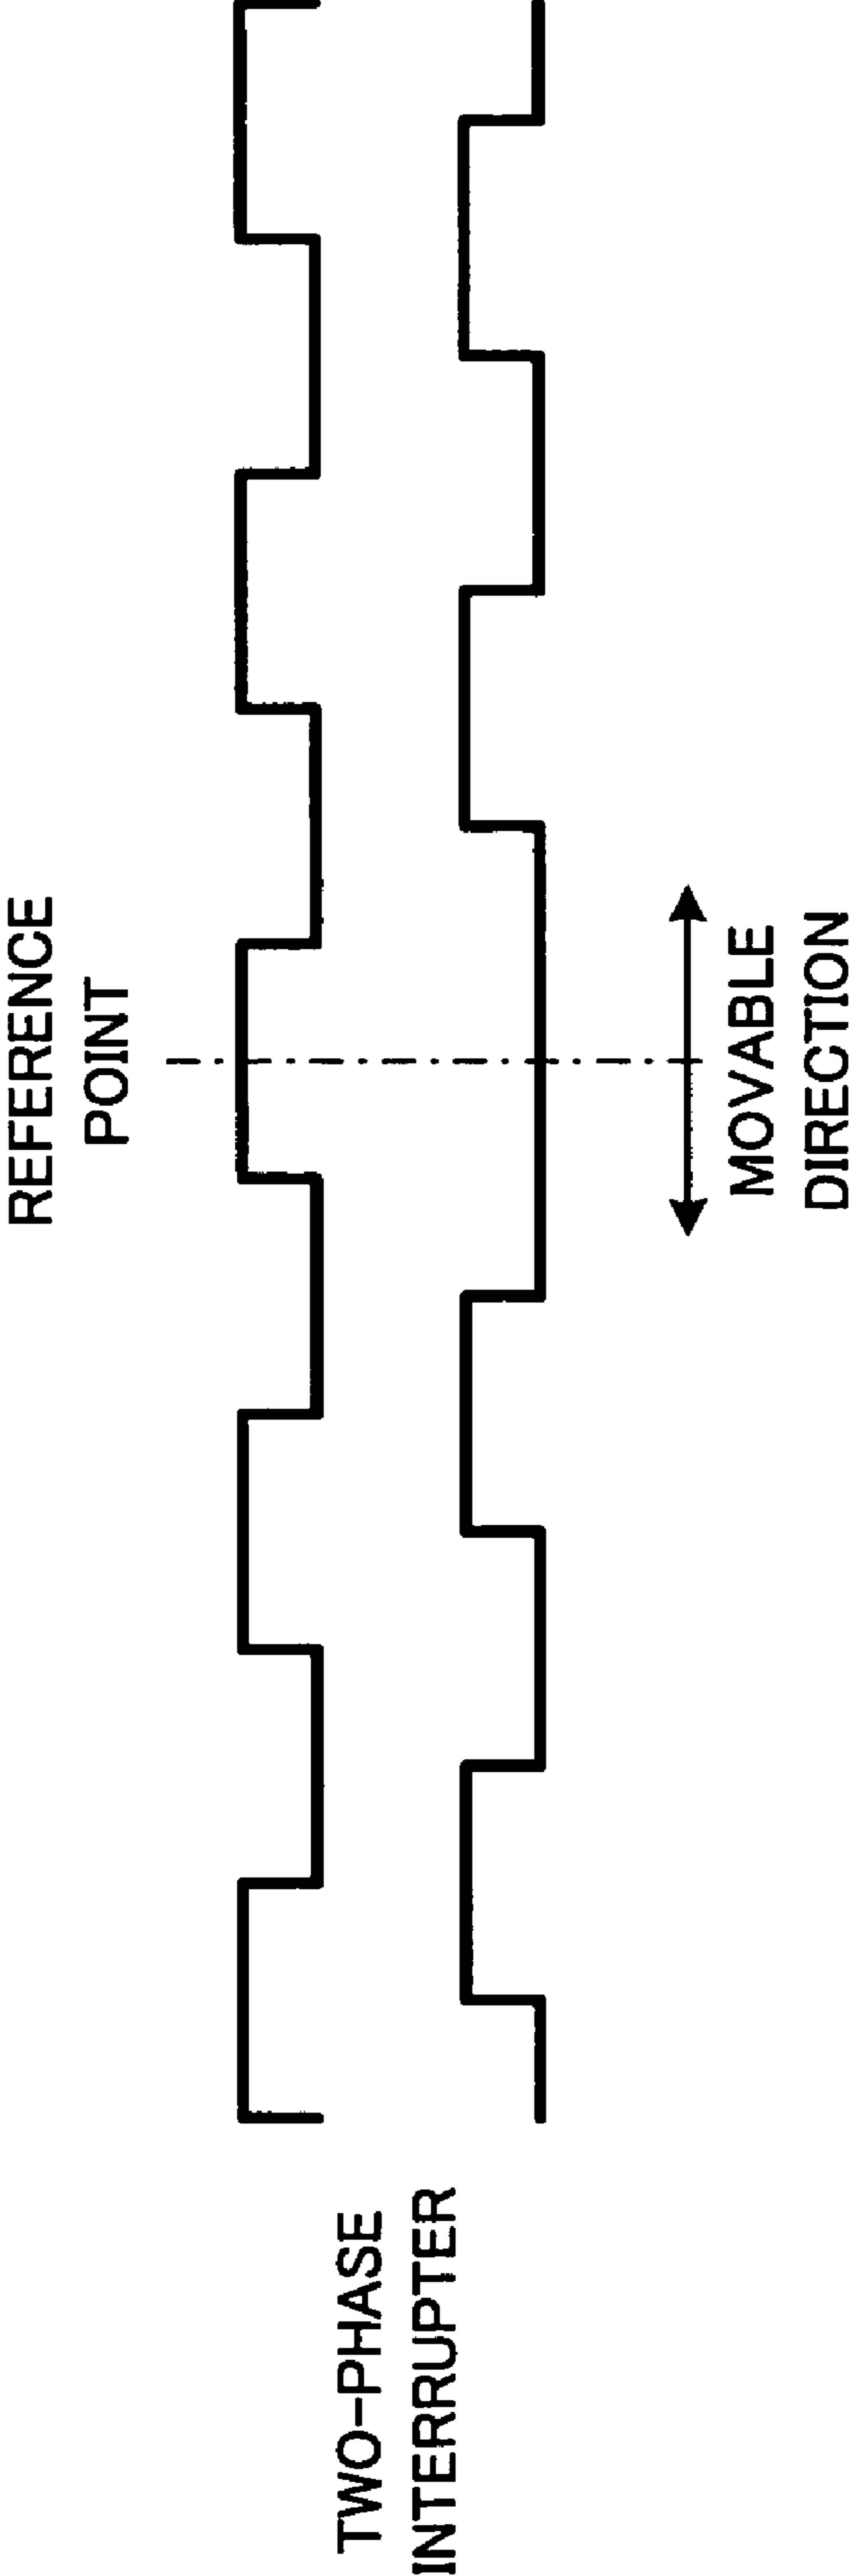 REFERENCE
POINT
TWO-PHASE
INTERRUPTER
MOVABLE
DIRECTION